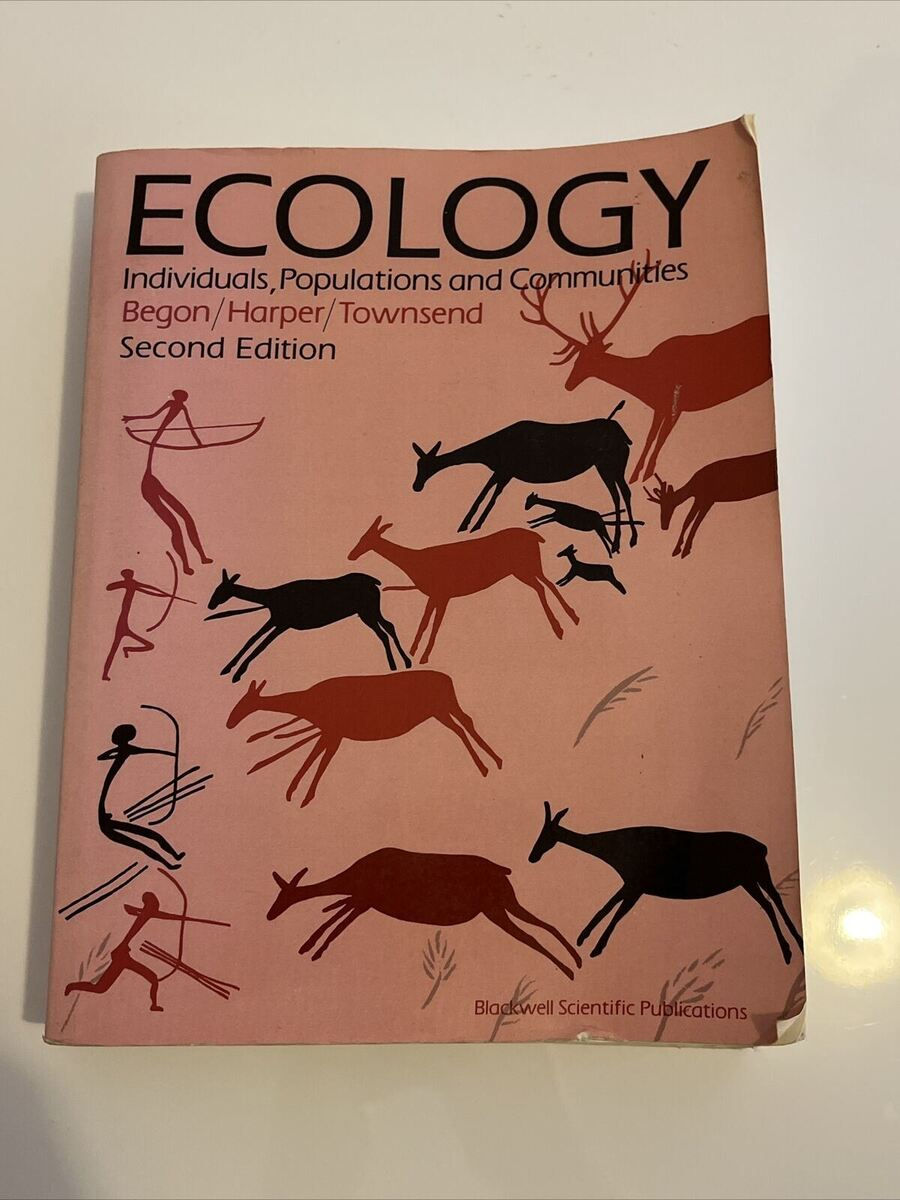 ECOLOGY
Individuals, Populations and Communities
Begon/Harper/Townsend
Second Edition
Blackwell Scientific Publications